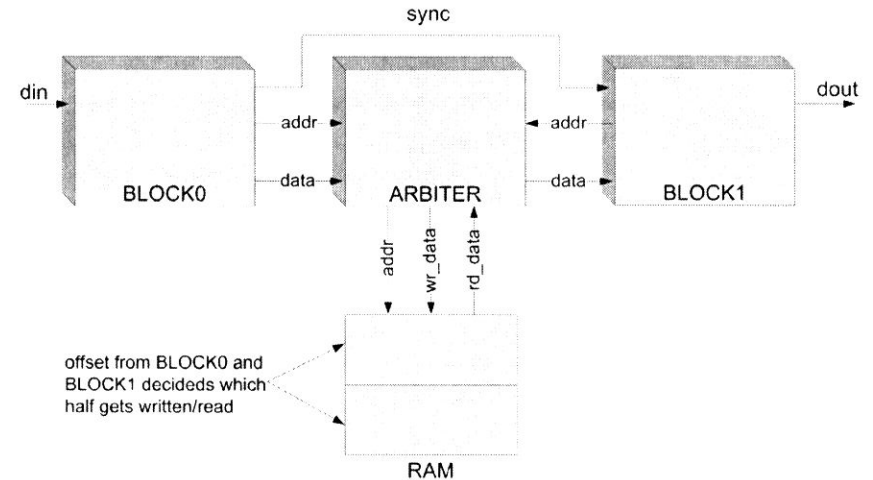 sync
din
dout
addr
addr
data
data
BLOCK0
ARBITER
BLOCK1
addr
wr_data
rd_data
offset from BLOCK0 and
BLOCK1 decideds which
half gets written/read
RAM